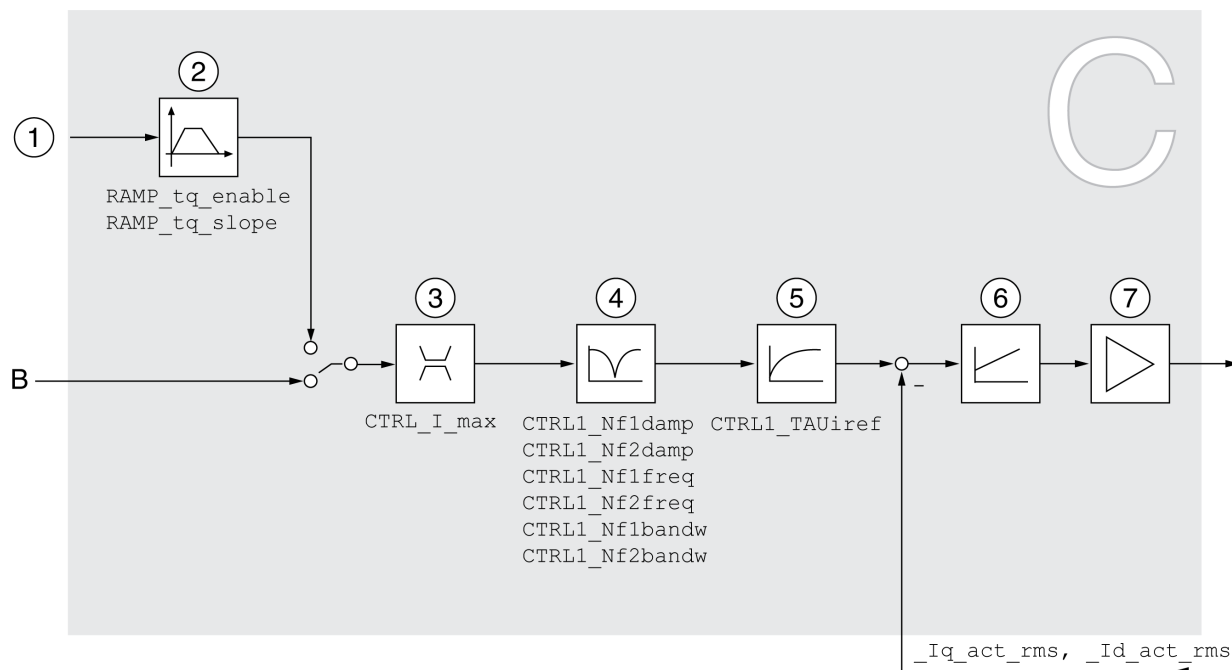 C
2
1
RAMP_tq_enable
RAMP_tq_slope
3
4
5
6
7
B
_
CTRL_I_max
CTRL1_Nf1damp
CTRL1_Nf2damp
CTRL1_Nf1freq
CTRL1_Nf2freq
CTRL1_Nf1bandw
CTRL1_Nf2bandw
CTRL1_TAUiref
_Iq_act_rms, _Id_act_rms